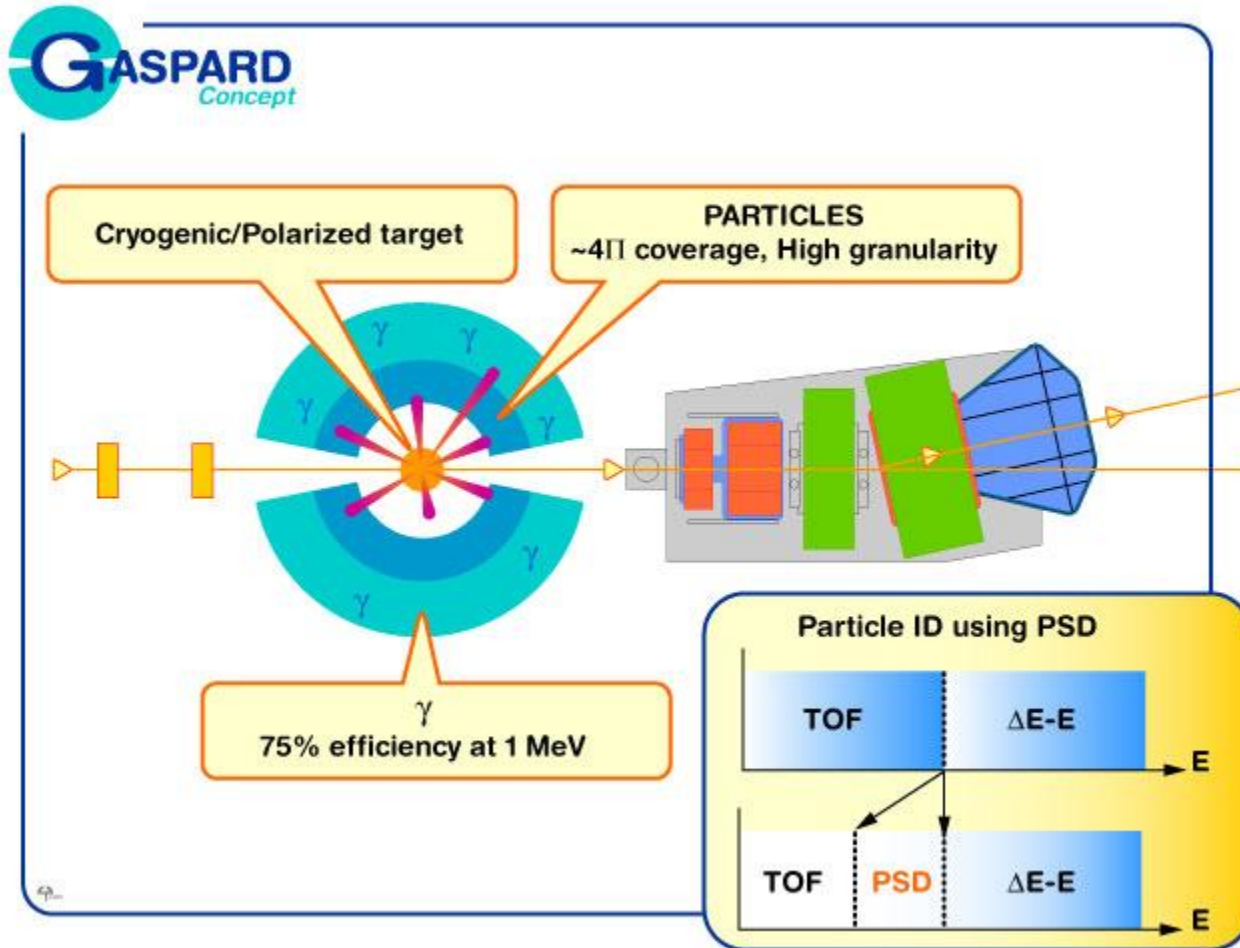 GASPARD
Concept
Cryogenic/Polarized target
PARTICLES
~4Π coverage, High granularity
γ γ
γ γ
γ
γ
γ
75% efficiency at 1 MeV
Particle ID using PSD
TOF ΔE-E
E
TOF PSD ΔE-E
E